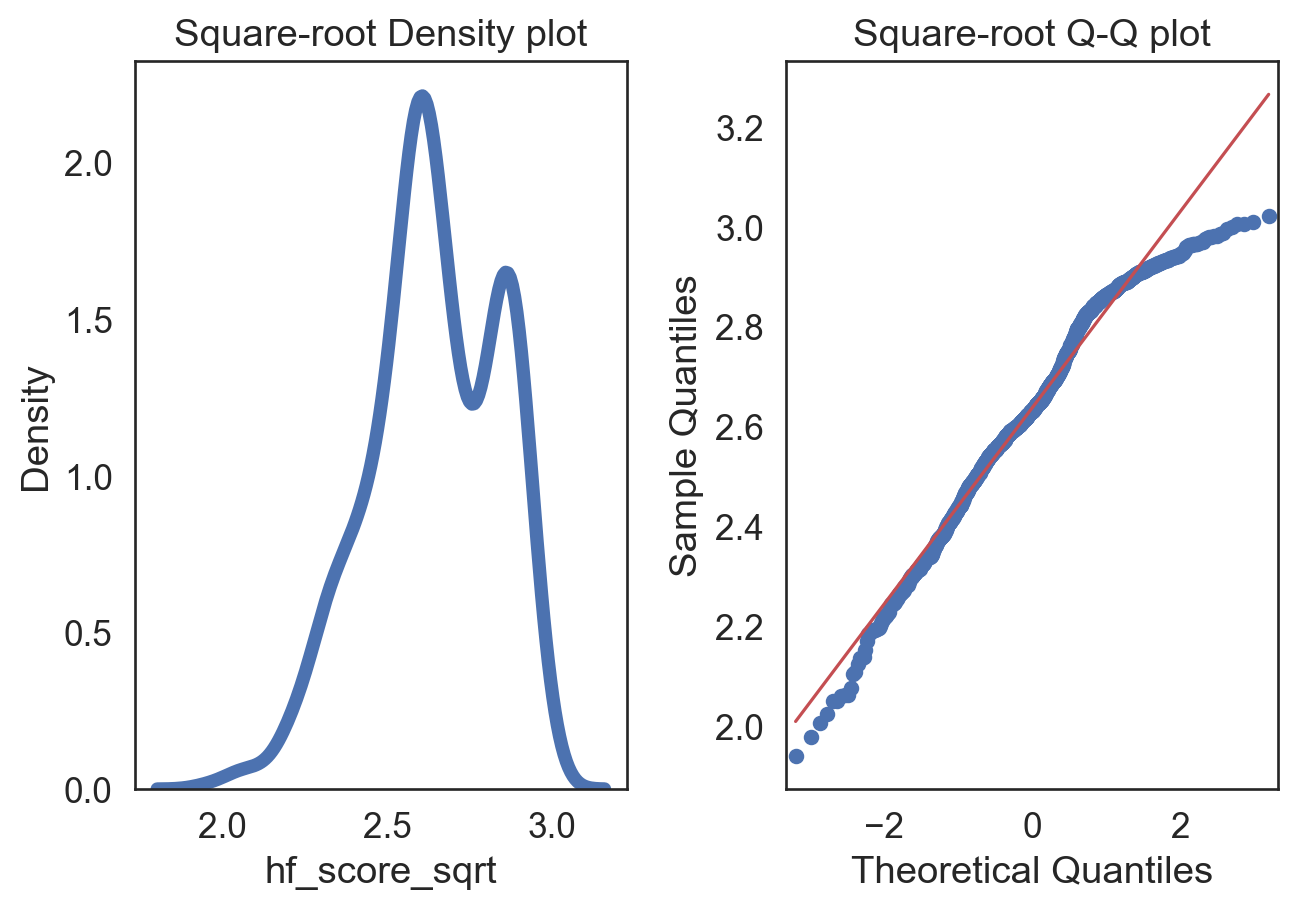 Square-root Density plot
Density
2.0
1.5
1.0
0.5
0.0
2.0 2.5 3.0
hf_score_sqrt
Square-root Q-Q plot
Sample Quantiles
3.2
3.0
2.8
2.6
2.4
2.2
2.0
−2 0 2
Theoretical Quantiles